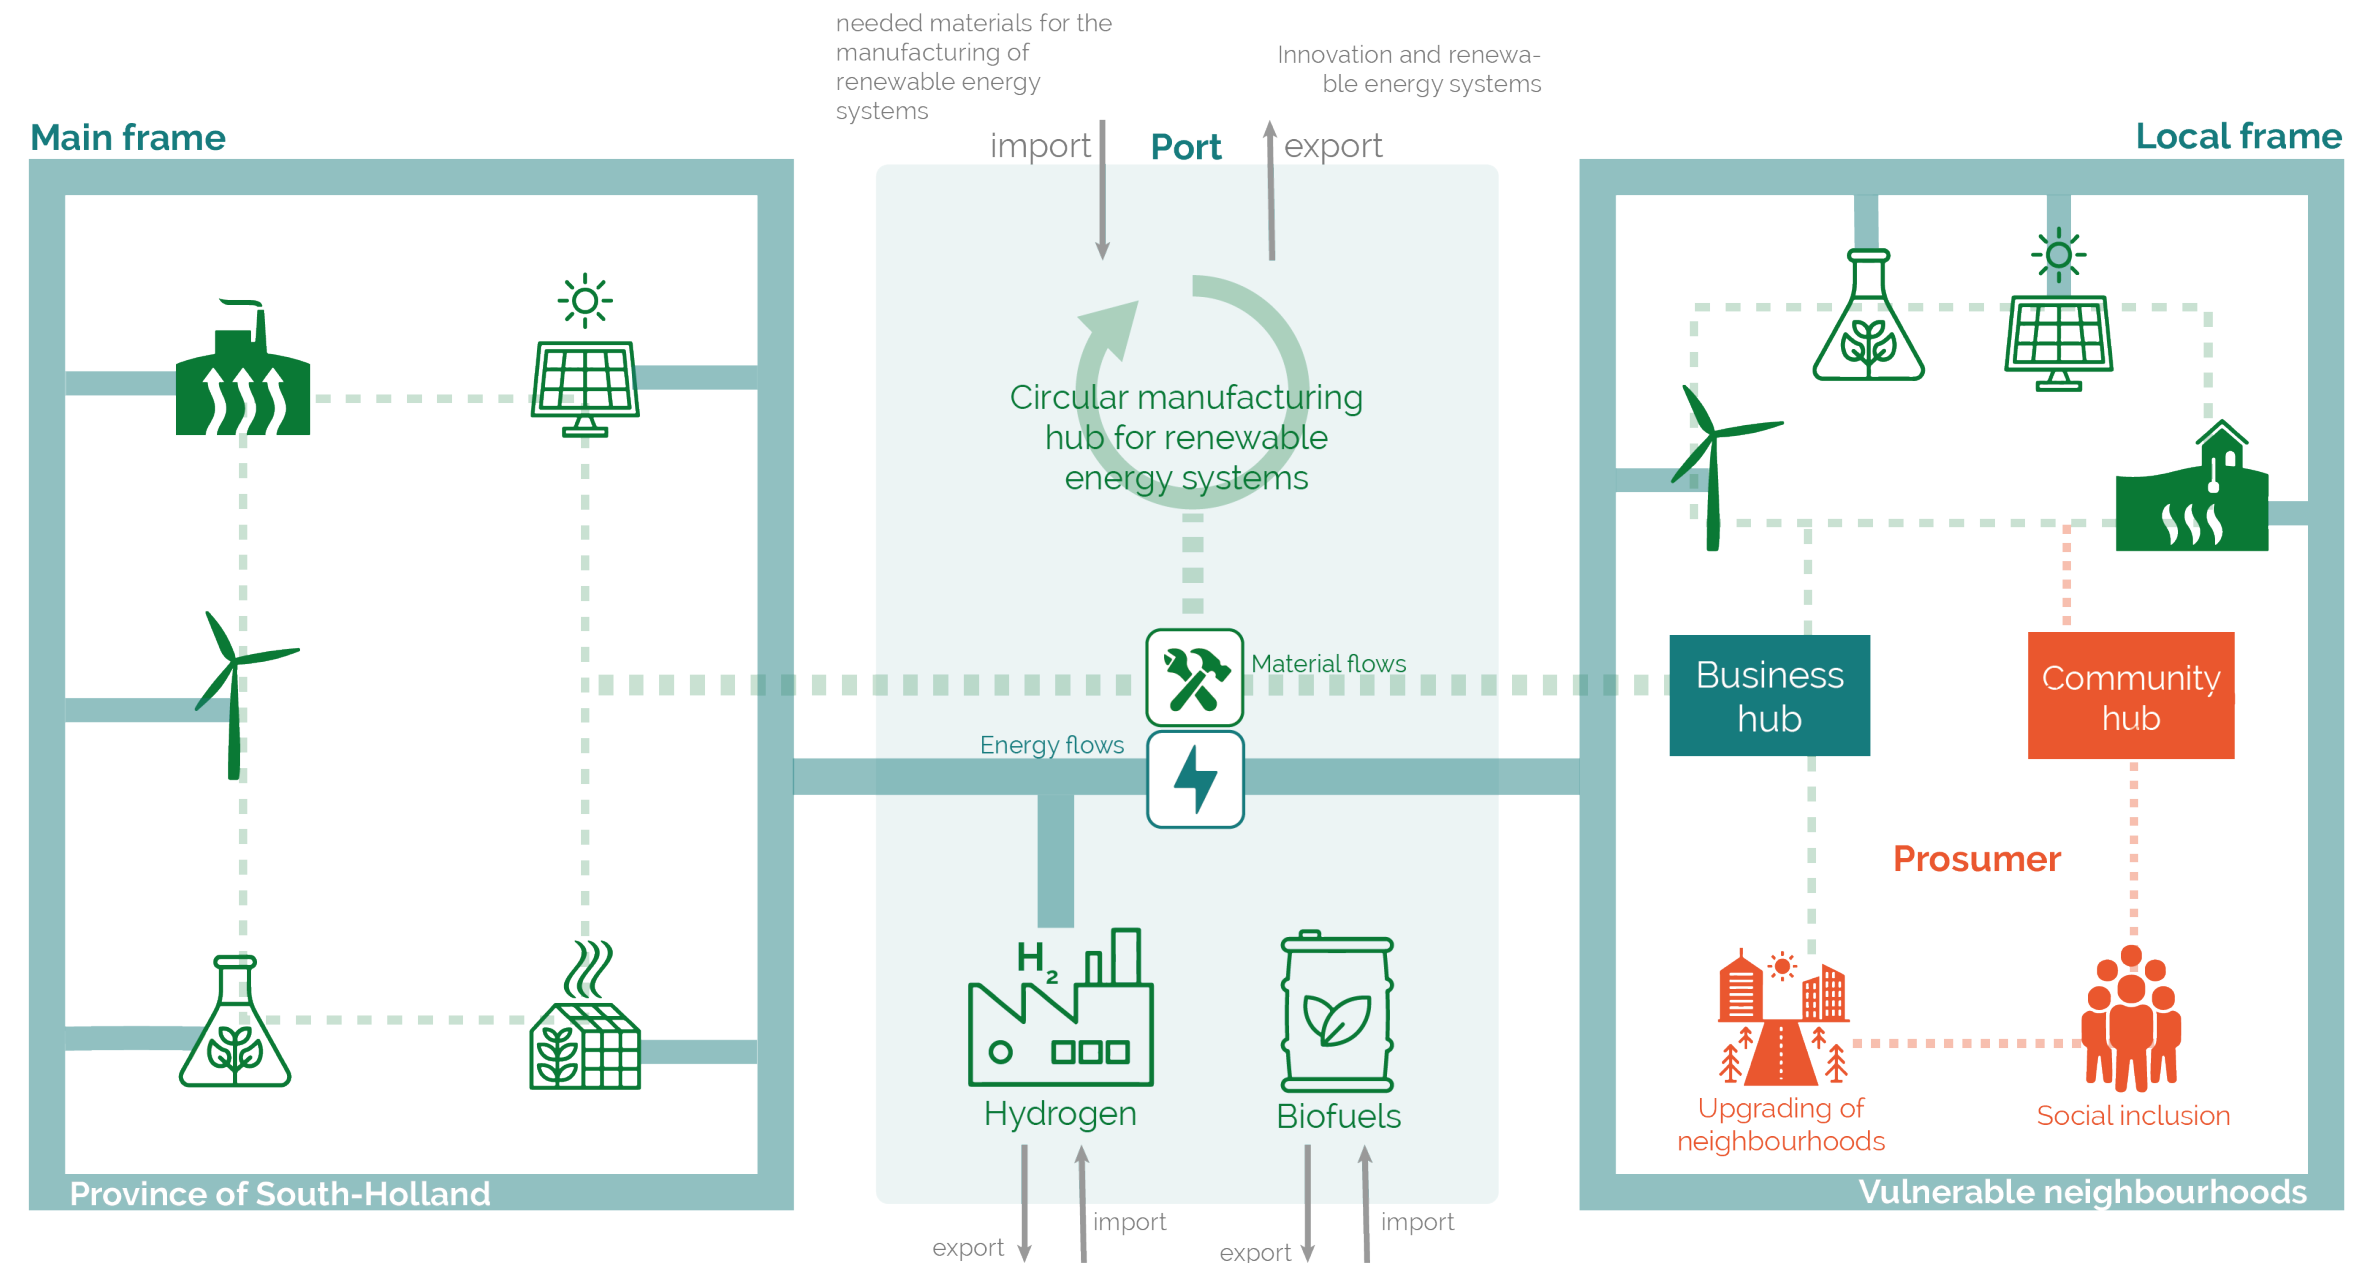 needed materials for the
manufacturing of
renewable energy
systems
Innovation and renewa-
ble energy systems
Main frame
import
Port
export
Local frame
Circular manufacturing
hub for renewable
energy systems
Material flows
Business
hub
Community
hub
Energy flows
Prosumer
H2
Hydrogen
Biofuels
Upgrading of
neighbourhoods
Social inclusion
Province of South-Holland
Vulnerable neighbourhoods
import
export
import
export